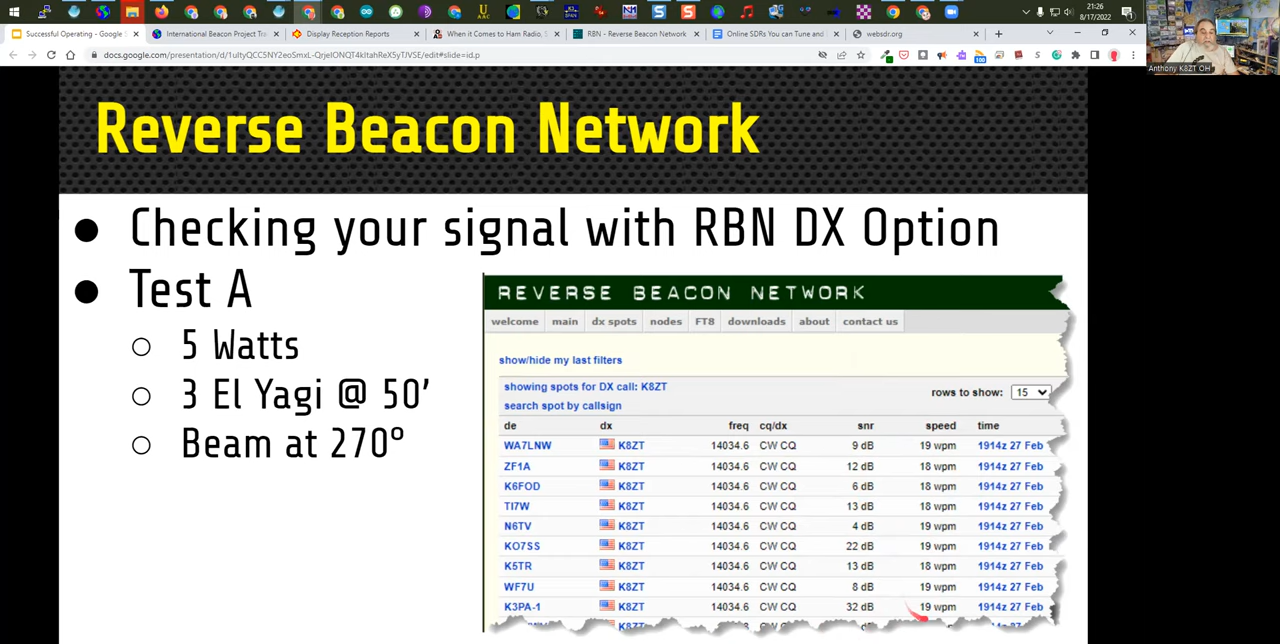 21:26
8/17/2022
Successful Operating - Google
International Beacon Project Tra
Display Reception Reports
When it Comes to Ham Radio, S
RBN - Reverse Beacon Network
Online SDRs You Can Tune and
websdr.org
Anthony K8ZT OH
Reverse Beacon Network
● Checking your signal with RBN DX Option
● Test A
○ 5 Watts
○ 3 El Yagi @ 50’
○ Beam at 270º
REVERSE BEACON NETWORK
welcome main dx spots nodes FT8 downloads about contact us
show/hide my last filters
showing spots for DX call: K8ZT
rows to show: 15
search spot by callsign
de dx freq cq/dx snr speed time
WA7LNW K8ZT 14034.6 CW CQ 9 dB 19 wpm 1914z 27 Feb
ZF1A K8ZT 14034.6 CW CQ 12 dB 18 wpm 1914z 27 Feb
K6FOD K8ZT 14034.6 CW CQ 6 dB 18 wpm 1914z 27 Feb
TI7W K8ZT 14034.6 CW CQ 13 dB 18 wpm 1914z 27 Feb
N6TV K8ZT 14034.6 CW CQ 4 dB 19 wpm 1914z 27 Feb
KO7SS K8ZT 14034.6 CW CQ 22 dB 19 wpm 1914z 27 Feb
K5TR K8ZT 14034.6 CW CQ 13 dB 18 wpm 1914z 27 Feb
WF7U K8ZT 14034.6 CW CQ 8 dB 19 wpm 1914z 27 Feb
K3PA-1 K8ZT 14034.6 CW CQ 32 dB 19 wpm 1914z 27 Feb